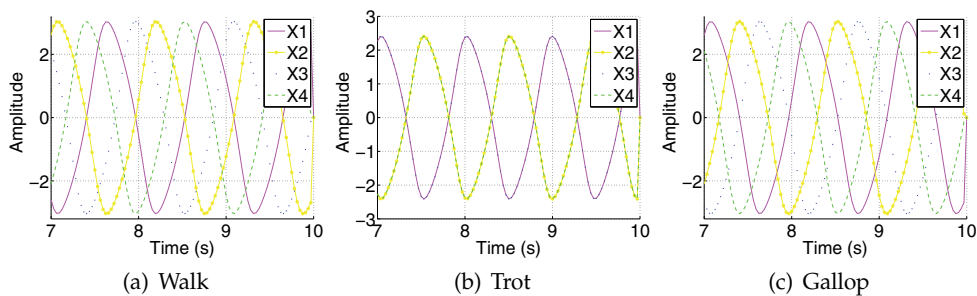 Amplitude
2
0
−2
7
8
9
10
Time (s)
X1
X2
X3
X4
(a) Walk
Amplitude
3
2
1
0
−1
−2
−3
7
8
9
10
Time (s)
X1
X2
X3
X4
(b) Trot
Amplitude
2
0
−2
7
8
9
10
Time (s)
X1
X2
X3
X4
(c) Gallop